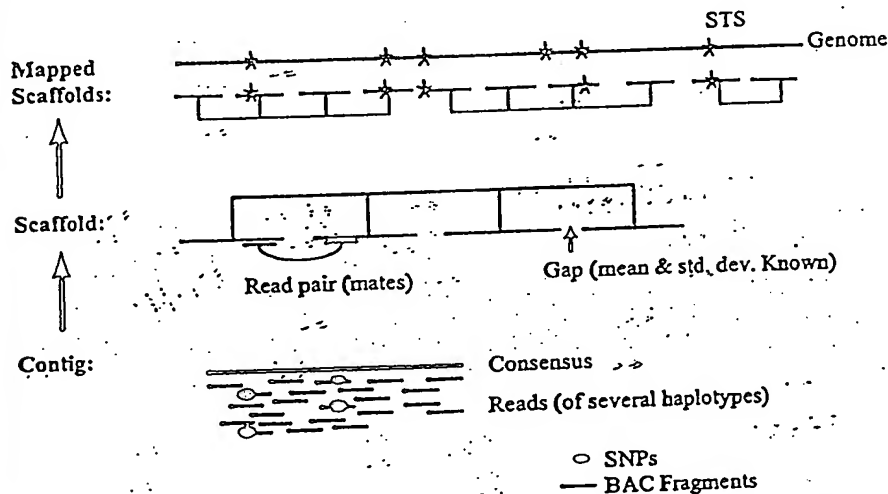 STS
Genome
Mapped
Scaffolds:
Scaffold:
Read pair (mates)
Gap (mean & std. dev. Known)
Contig:
Consensus
Reads (of several haplotypes)
SNPs
BAC Fragments